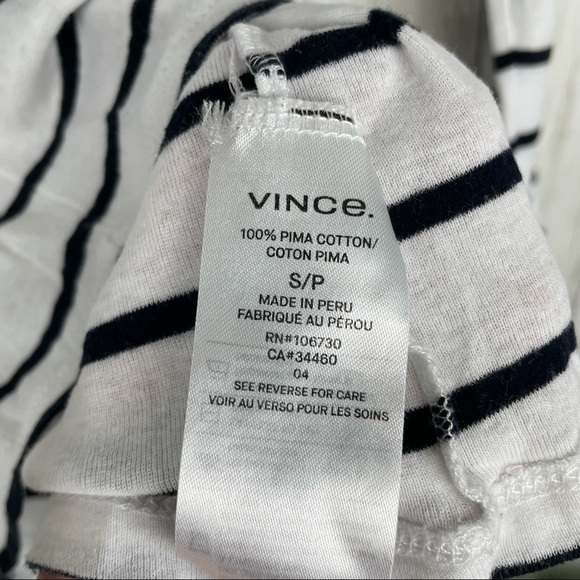 VINCe.
100% PIMA COTTON/
COTON PIMA
S/P
MADE IN PERU
FABRIQUÉ AU PÉROU
RN#106730
CA#34460
04
SEE REVERSE FOR CARE
VOIR AU VERSO POUR LES SOINS